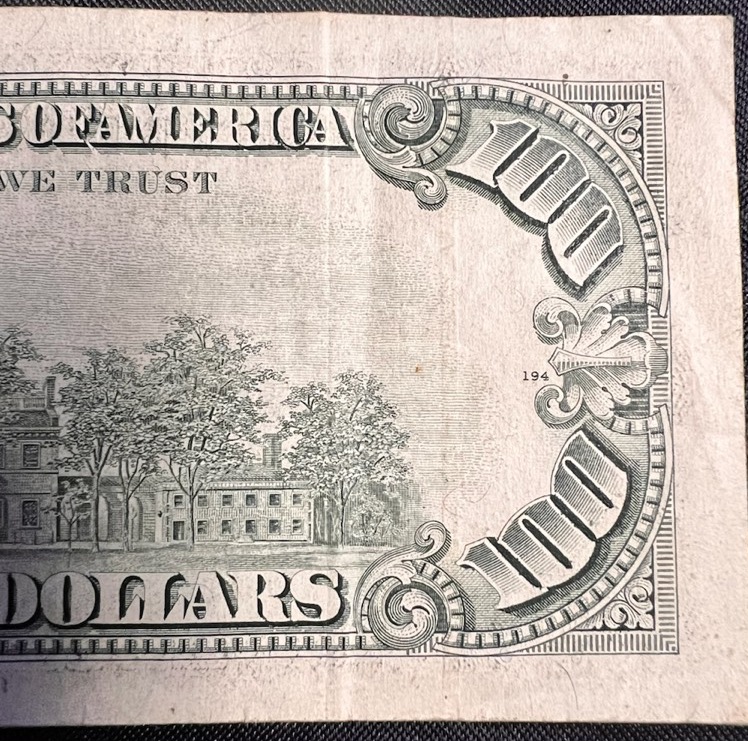 S OF AMERICA
WE TRUST
100
194
100
DOLLARS